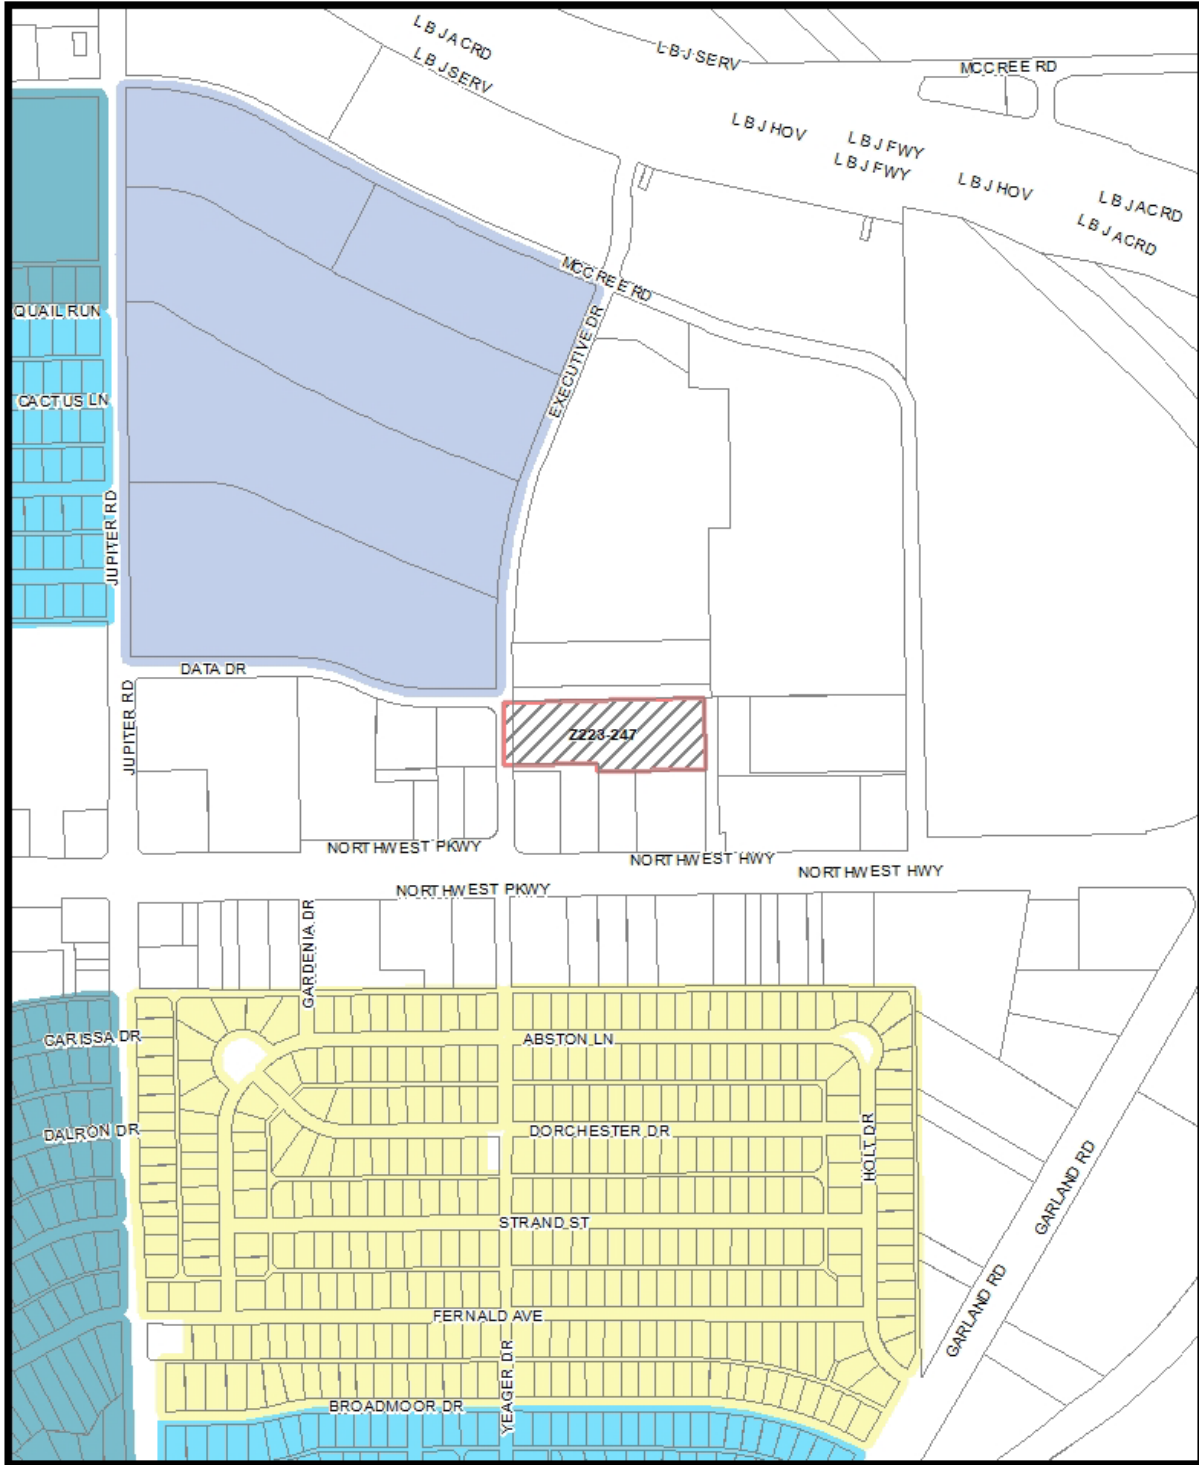 LBJ ACRD
LBJ SERV
LBJ SERV
MCCREE RD
LBJ HOV
LBJ FWY
LBJ FWY
LBJ HOV
LBJ ACRD
LBJ ACRD
MCCREE RD
QUAIL RUN
EXECUTIVE DR
CACTUS LN
JUPITER RD
DATA DR
JUPITER RD
Z223-247
NORTHWEST PKWY
NORTHWEST HWY
NORTHWEST HWY
NORTHWEST PKWY
GARDENIA DR
CARISSA DR
ABSTON LN
DALRON DR
DORCHESTER DR
HOLT DR
GARLAND RD
STRAND ST
GARLAND RD
FERNALD AVE
YEAGER DR
BROADMOOR DR